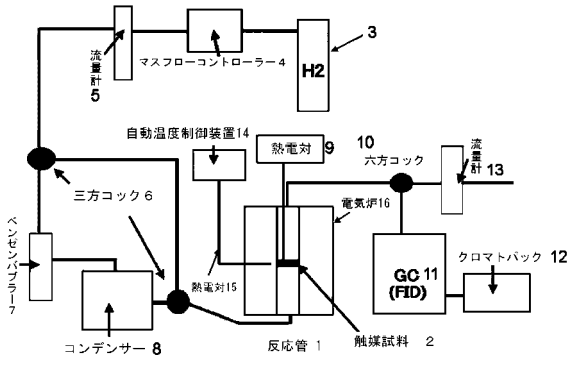 3
H2
マスフローコントローラー4
流量計
5
自動温度制御装置14
熱電対 9
10
六方コック
流量計 13
三方コック6
電気炉16
ベンゼンバブラー7
熱電対15
GC 11
(FID)
クロマトパック 12
コンデンサー 8
反応管 1
触媒試料 2